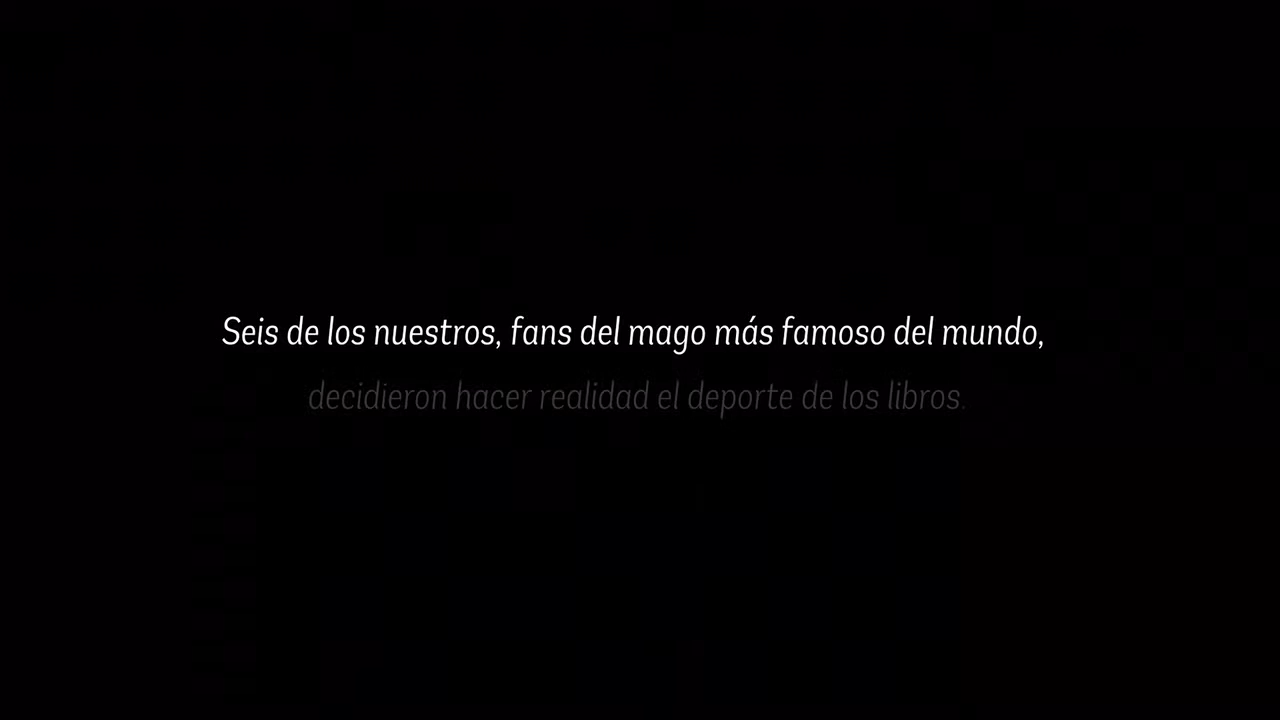 Seis de los nuestros, fans del mago más famoso del mundo,
decidieron hacer realidad el deporte de los libros.